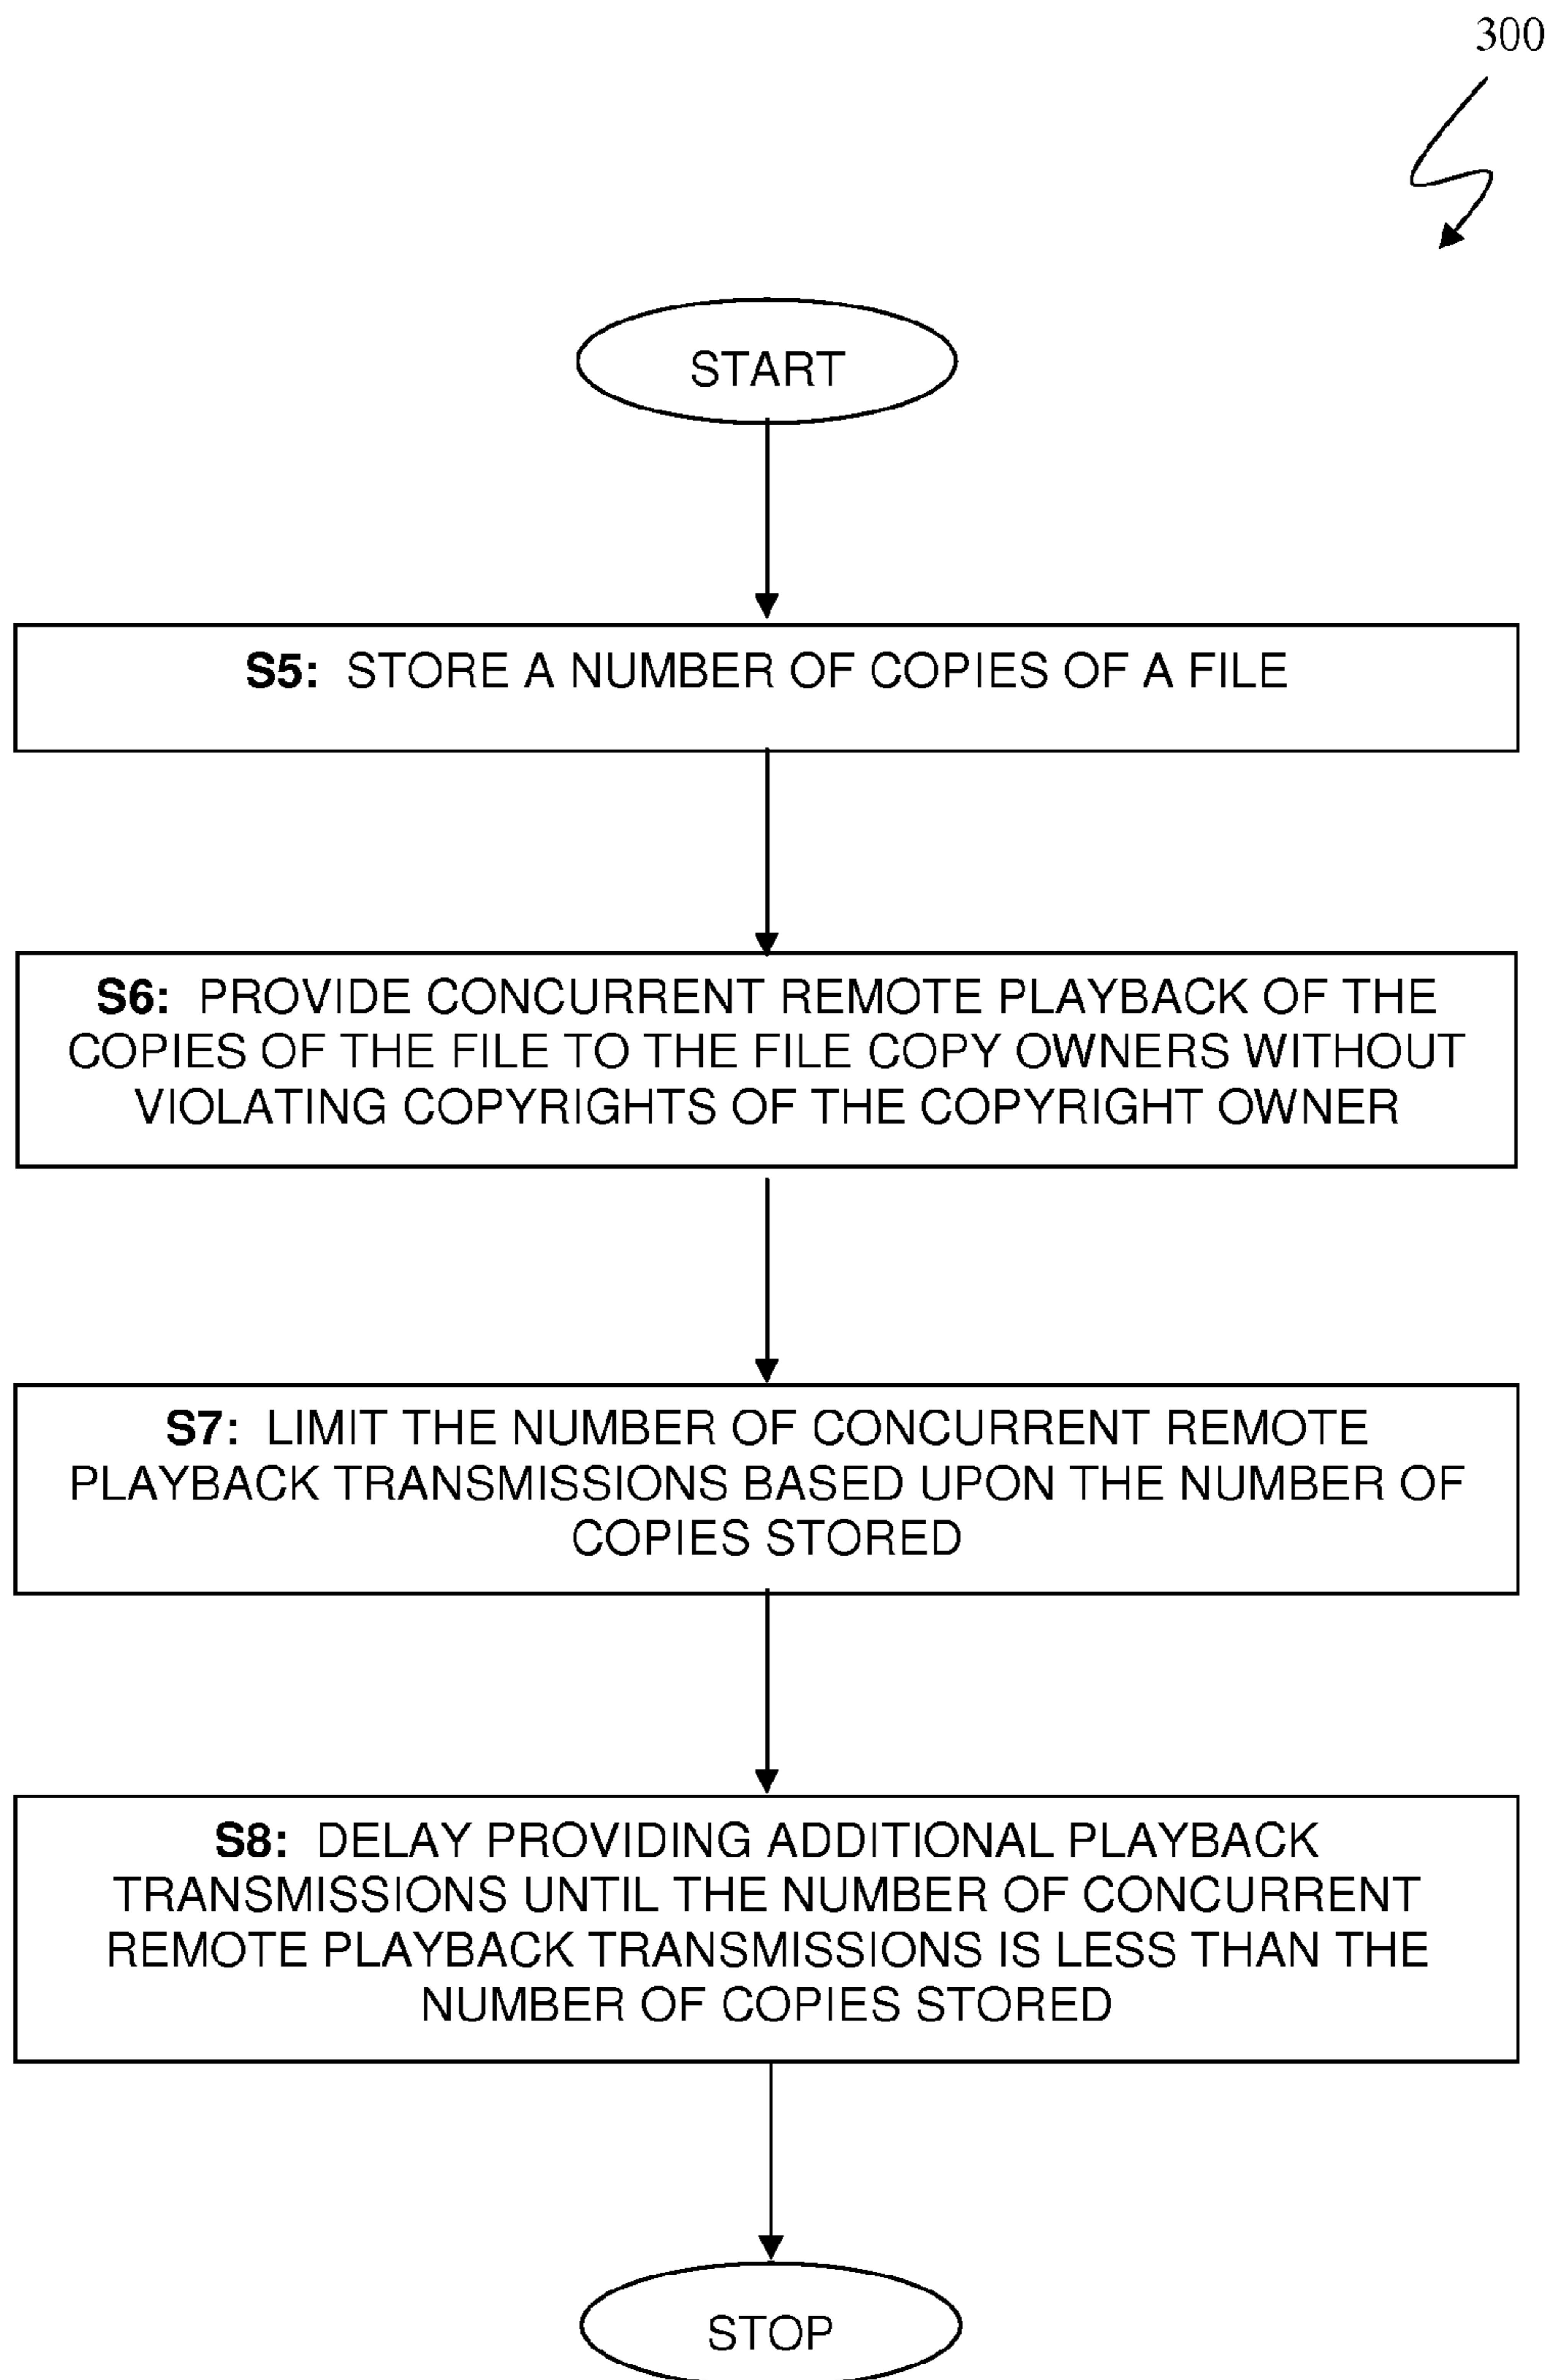 300
START
S5: STORE A NUMBER OF COPIES OF A FILE
S6: PROVIDE CONCURRENT REMOTE PLAYBACK OF THE
COPIES OF THE FILE TO THE FILE COPY OWNERS WITHOUT
VIOLATING COPYRIGHTS OF THE COPYRIGHT OWNER
S7: LIMIT THE NUMBER OF CONCURRENT REMOTE
PLAYBACK TRANSMISSIONS BASED UPON THE NUMBER OF
COPIES STORED
S8: DELAY PROVIDING ADDITIONAL PLAYBACK
TRANSMISSIONS UNTIL THE NUMBER OF CONCURRENT
REMOTE PLAYBACK TRANSMISSIONS IS LESS THAN THE
NUMBER OF COPIES STORED
STOP